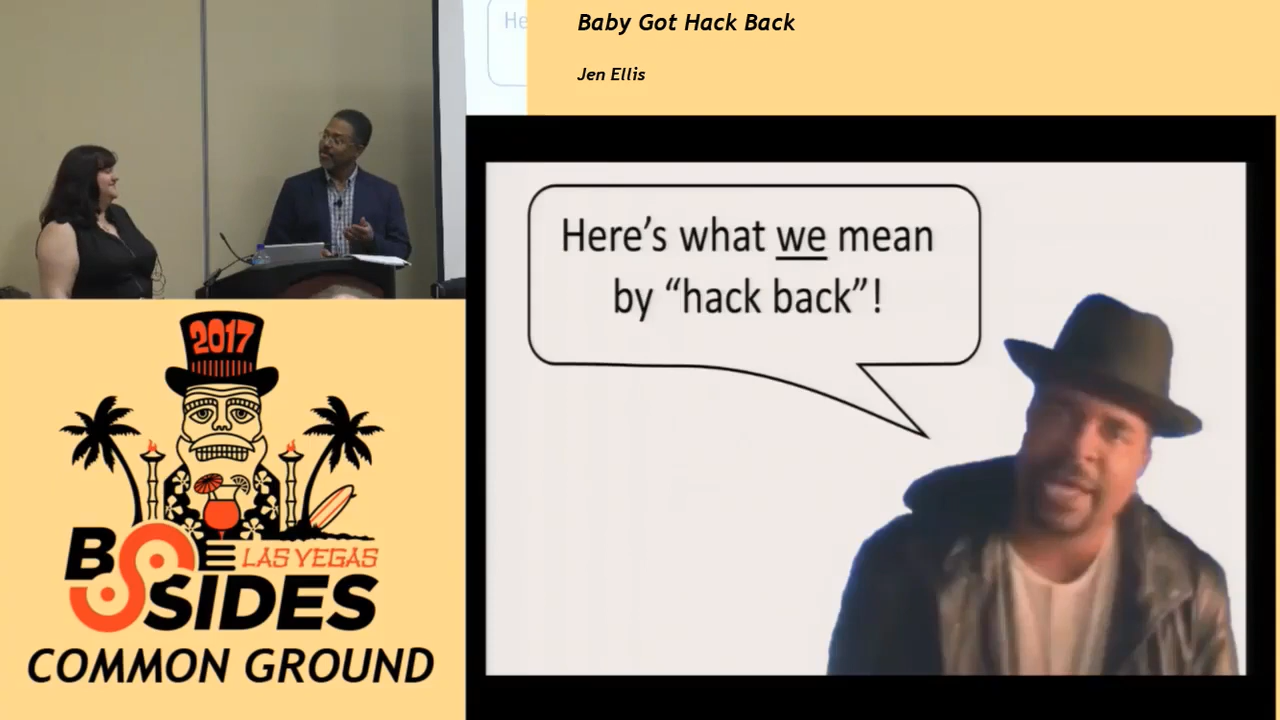 Baby Got Hack Back
Jen Ellis
He
Here's what we mean
by “hack back”!
2017
BSIDES
LAS VEGAS
COMMON GROUND